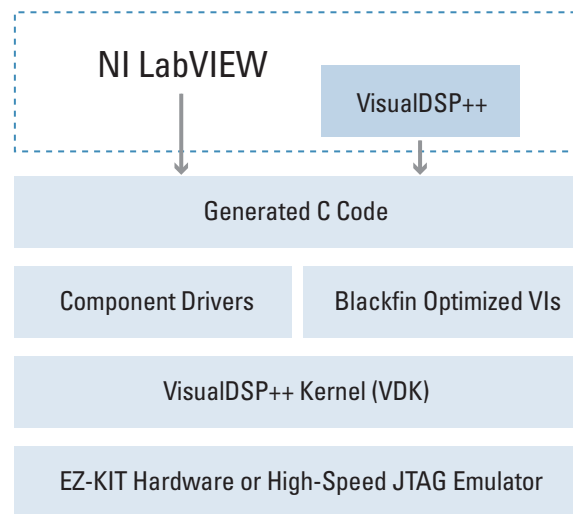 NI LabVIEW
VisualDSP++
Generated C Code
Component Drivers
Blackfin Optimized VIs
VisualDSP++ Kernel (VDK)
EZ-KIT Hardware or High-Speed JTAG Emulator